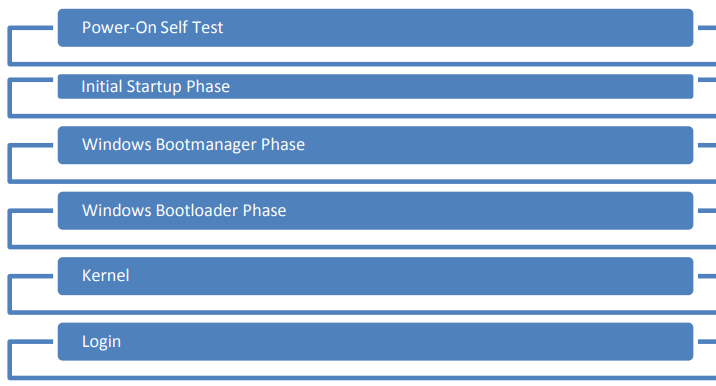 Power-On Self Test
Initial Startup Phase
Windows Bootmanager Phase
Windows Bootloader Phase
Kernel
Login